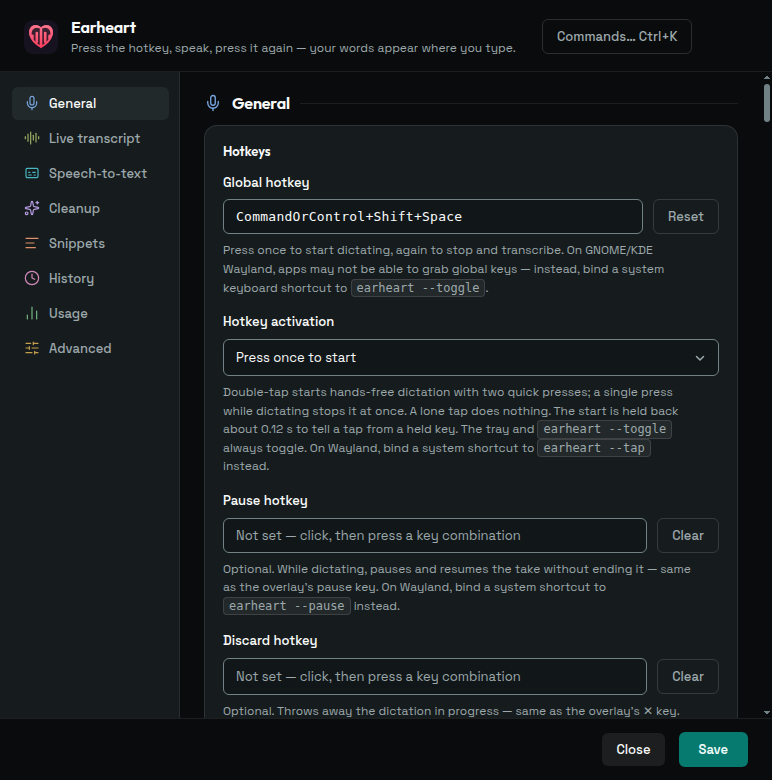 Earheart
Press the hotkey, speak, press it again — your words appear where you type.
Commands... Ctrl+K
General
Live transcript
Speech-to-text
Cleanup
Snippets
History
Usage
Advanced
General
Hotkeys
Global hotkey
CommandOrControl+Shift+Space
Reset
Press once to start dictating, again to stop and transcribe. On GNOME/KDE
Wayland, apps may not be able to grab global keys — instead, bind a system
keyboard shortcut to earheart --toggle.
Hotkey activation
Press once to start
Double-tap starts hands-free dictation with two quick presses; a single press
while dictating stops it at once. A lone tap does nothing. The start is held back
about 0.12 s to tell a tap from a held key. The tray and earheart --toggle
always toggle. On Wayland, bind a system shortcut to earheart --tap
instead.
Pause hotkey
Not set — click, then press a key combination
Clear
Optional. While dictating, pauses and resumes the take without ending it — same
as the overlay's pause key. On Wayland, bind a system shortcut to
earheart --pause instead.
Discard hotkey
Not set — click, then press a key combination
Clear
Optional. Throws away the dictation in progress — same as the overlay's ✕ key.
Close
Save